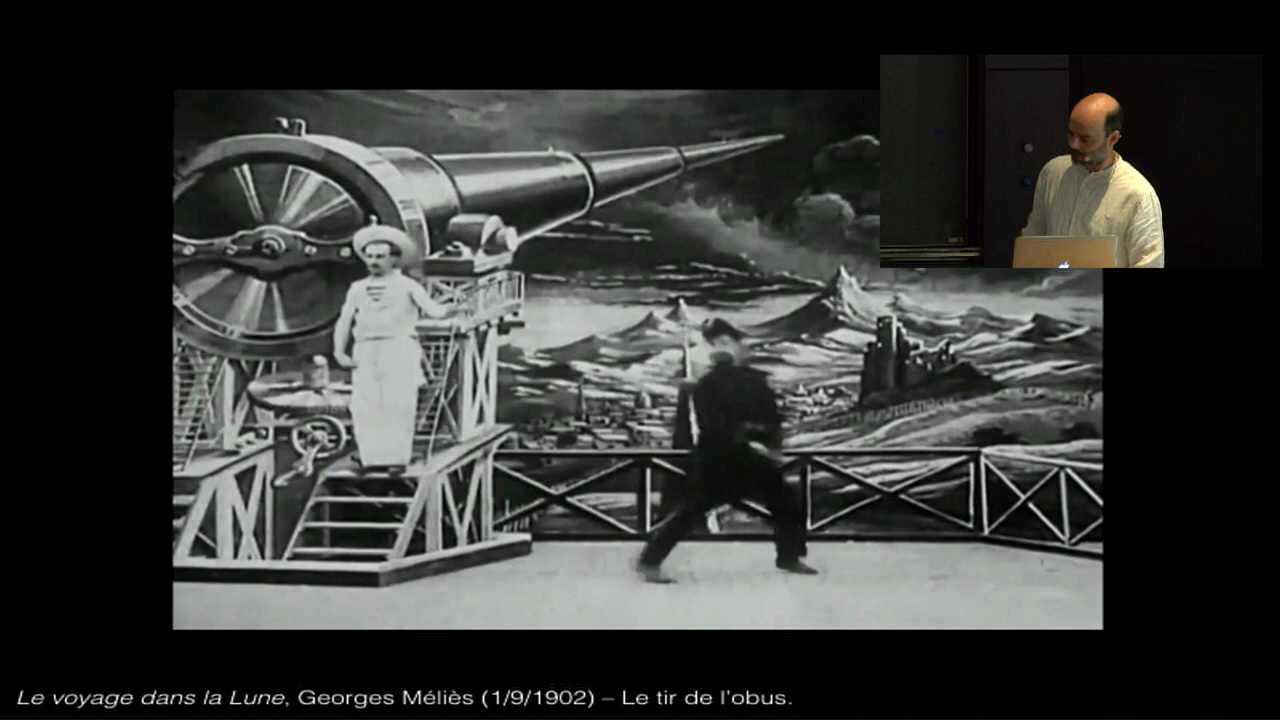 Le voyage dans la Lune, Georges Méliès (1/9/1902) – Le tir de l'obus.